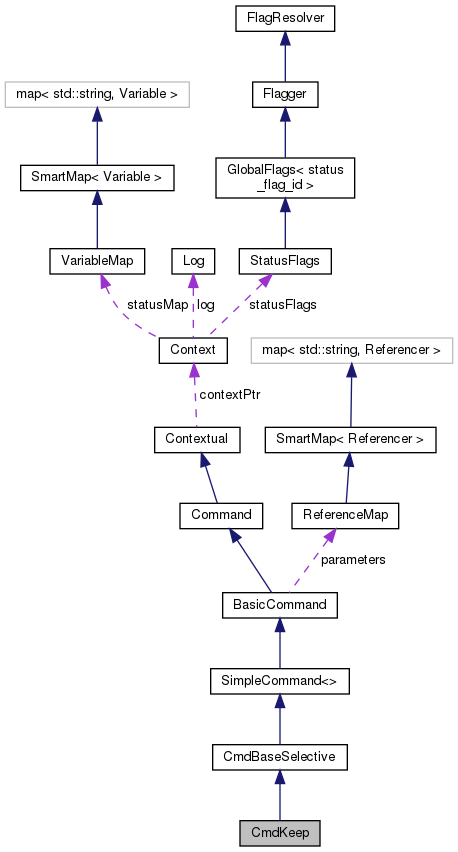 FlagResolver
map< std::string, Variable >
Flagger
SmartMap< Variable >
GlobalFlags< status
_flag_id >
VariableMap
Log
StatusFlags
statusMap
log
statusFlags
Context
map< std::string, Referencer >
contextPtr
Contextual
SmartMap< Referencer >
Command
ReferenceMap
parameters
BasicCommand
SimpleCommand<>
CmdBaseSelective
CmdKeep